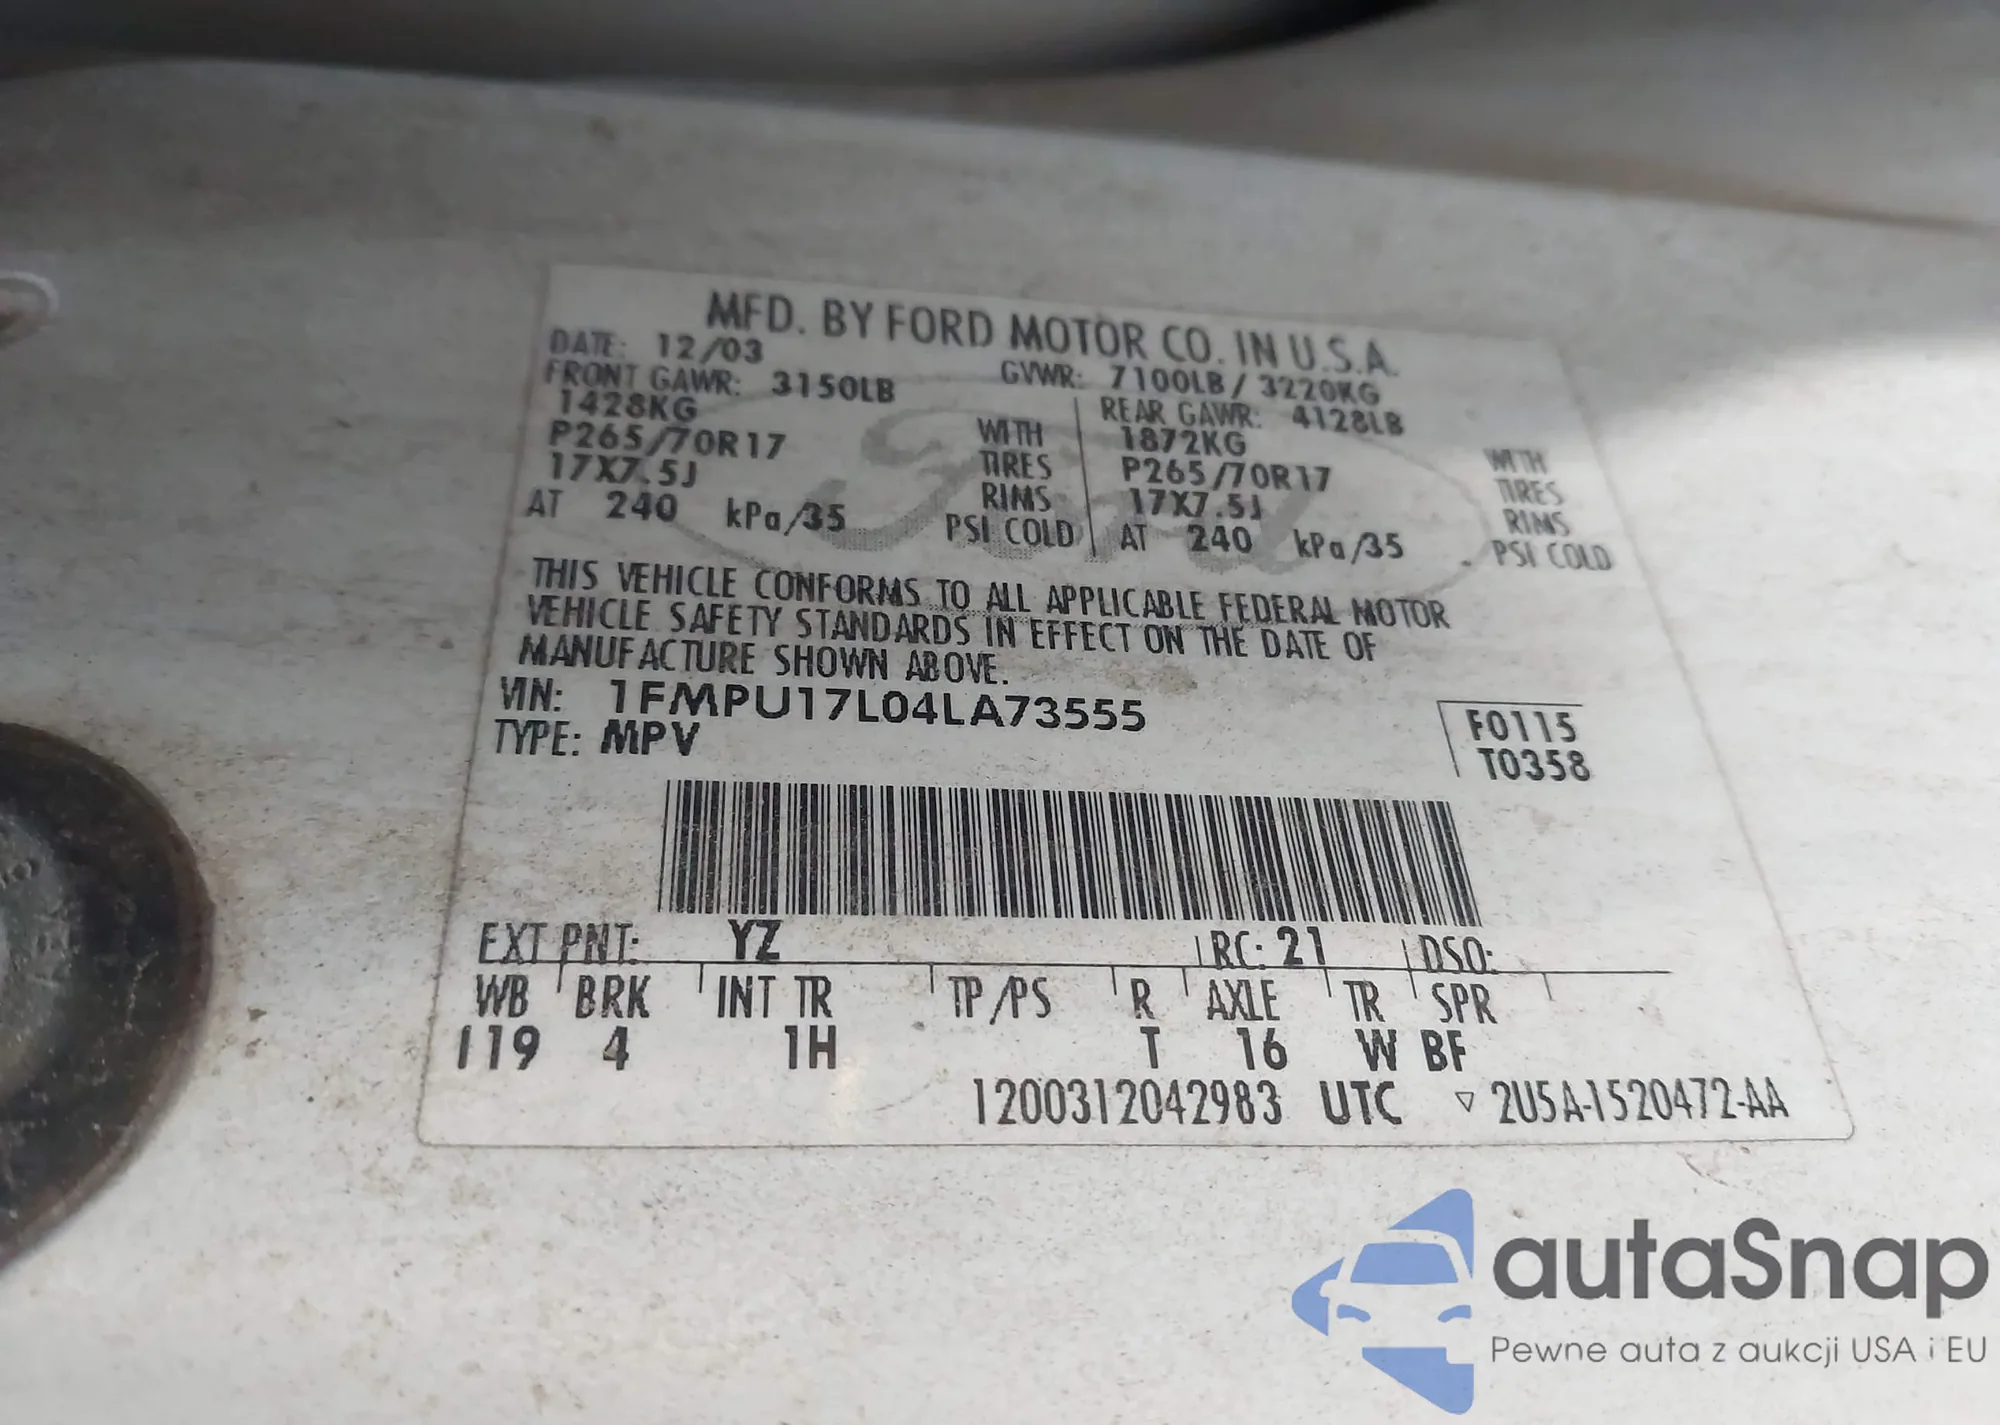 MFD. BY FORD MOTOR CO. IN U.S.A.
DATE: 12/03 GVWR: 7100LB / 3220KG
FRONT GAWR: 3150LB REAR GAWR: 4128LB
1428KG WITH 1872KG WITH
P265/70R17 TIRES P265/70R17 TIRES
17X7.5J RIMS 17X7.5J RIMS
AT 240 kPa/35 PSI COLD AT 240 kPa/35 PSI COLD
THIS VEHICLE CONFORMS TO ALL APPLICABLE FEDERAL MOTOR
VEHICLE SAFETY STANDARDS IN EFFECT ON THE DATE OF
MANUFACTURE SHOWN ABOVE.
VIN: 1FMPU17L04LA73555 F0115
TYPE: MPV T0358
EXT PNT: YZ RC: 21 DSO:
WB BRK INT TR TP/PS R AXLE TR SPR
119 4 1H T 16 W BF
1200312042983 UTC ▽ 2U5A-1520472-AA
autaSnap
Pewne auta z aukcji USA i EU